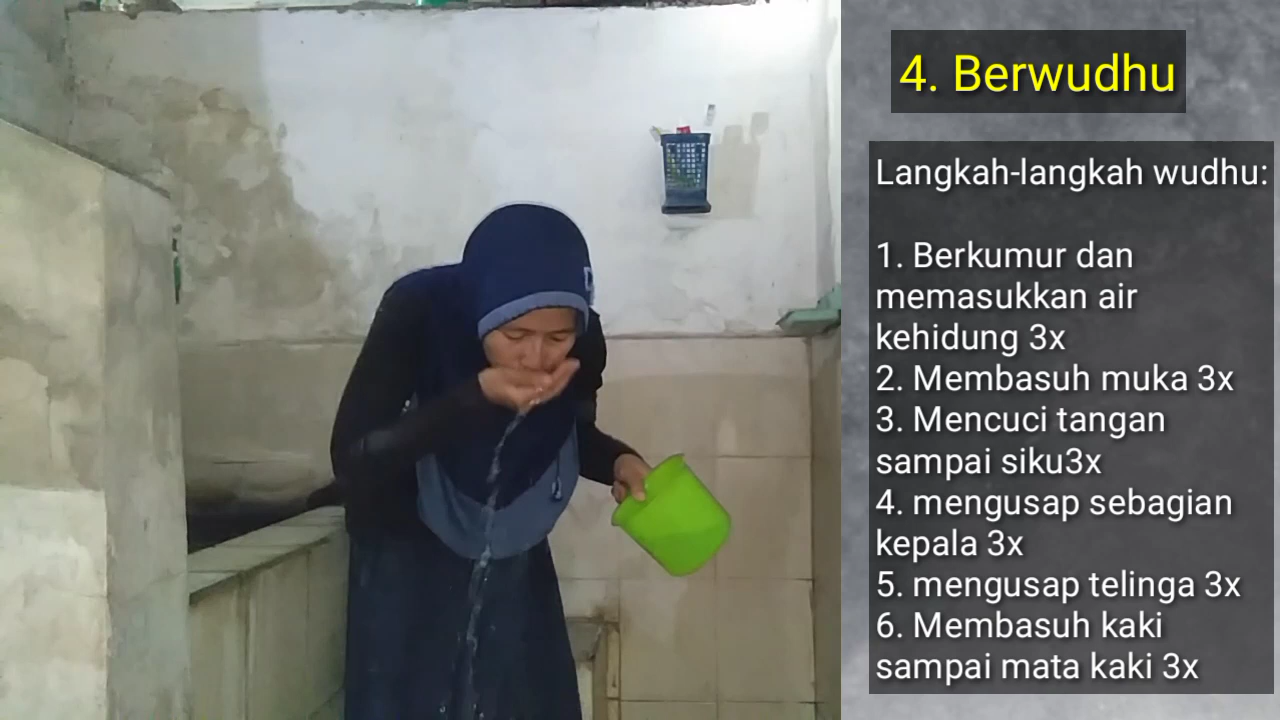 4. Berwudhu
Langkah-langkah wudhu:
1. Berkumur dan
memasukkan air
kehidung 3x
2. Membasuh muka 3x
3. Mencuci tangan
sampai siku3x
4. mengusap sebagian
kepala 3x
5. mengusap telinga 3x
6. Membasuh kaki
sampai mata kaki 3x